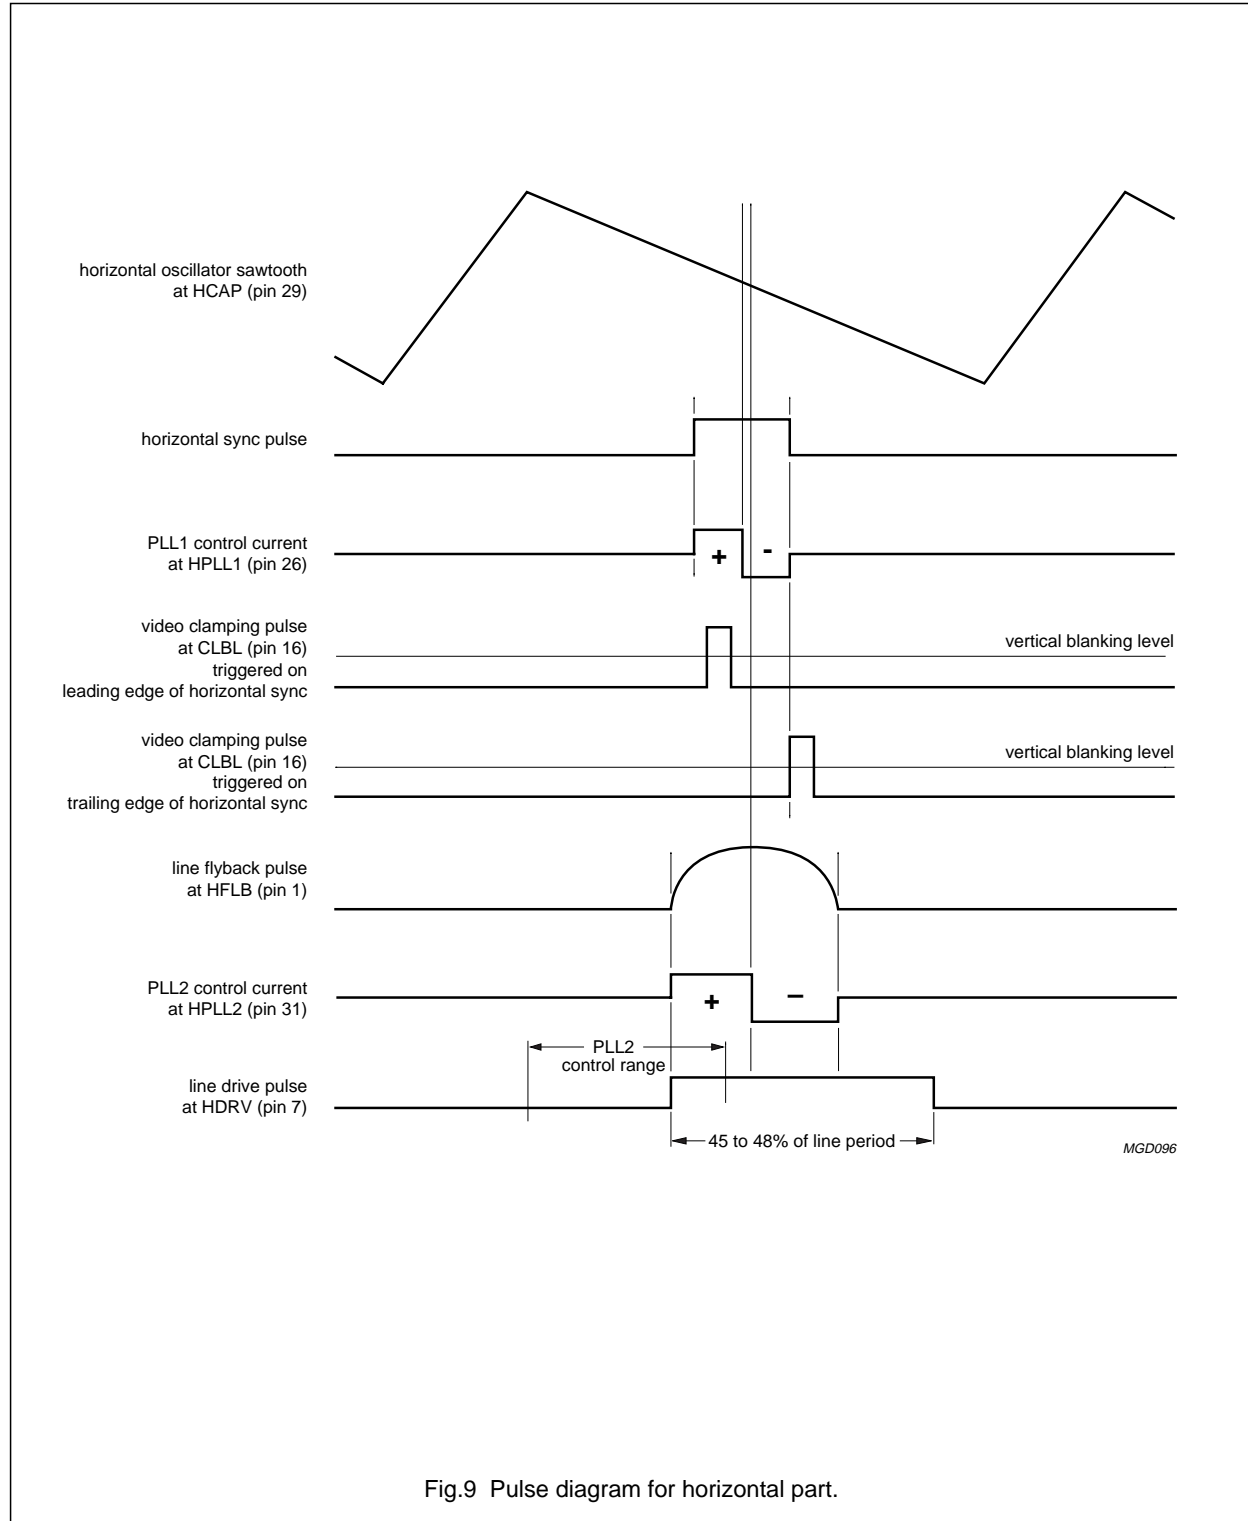 horizontal oscillator sawtooth
at HCAP (pin 29)
horizontal sync pulse
PLL1 control current
at HPLL1 (pin 26)
+
-
video clamping pulse
at CLBL (pin 16)
triggered on
leading edge of horizontal sync
vertical blanking level
video clamping pulse
at CLBL (pin 16)
triggered on
trailing edge of horizontal sync
vertical blanking level
line flyback pulse
at HFLB (pin 1)
PLL2 control current
at HPLL2 (pin 31)
+
−
PLL2
control range
line drive pulse
at HDRV (pin 7)
45 to 48% of line period
MGD096
Fig.9 Pulse diagram for horizontal part.